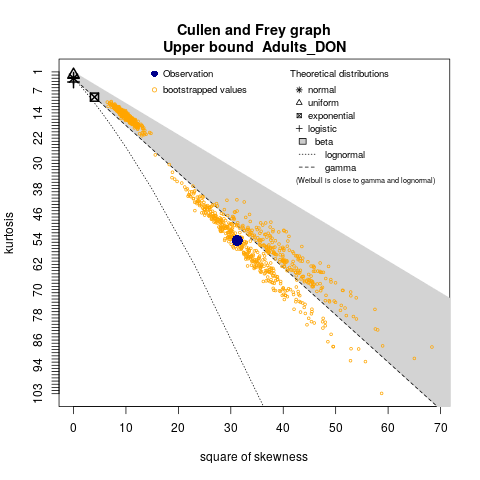 Cullen and Frey graph
Upper bound  Adults_DON
Observation
bootstrapped values
Theoretical distributions
normal
uniform
exponential
logistic
beta
lognormal
gamma
(Weibull is close to gamma and lognormal)
kurtosis
1
7
14
22
30
38
46
54
62
70
78
86
94
103
0 10 20 30 40 50 60 70
square of skewness